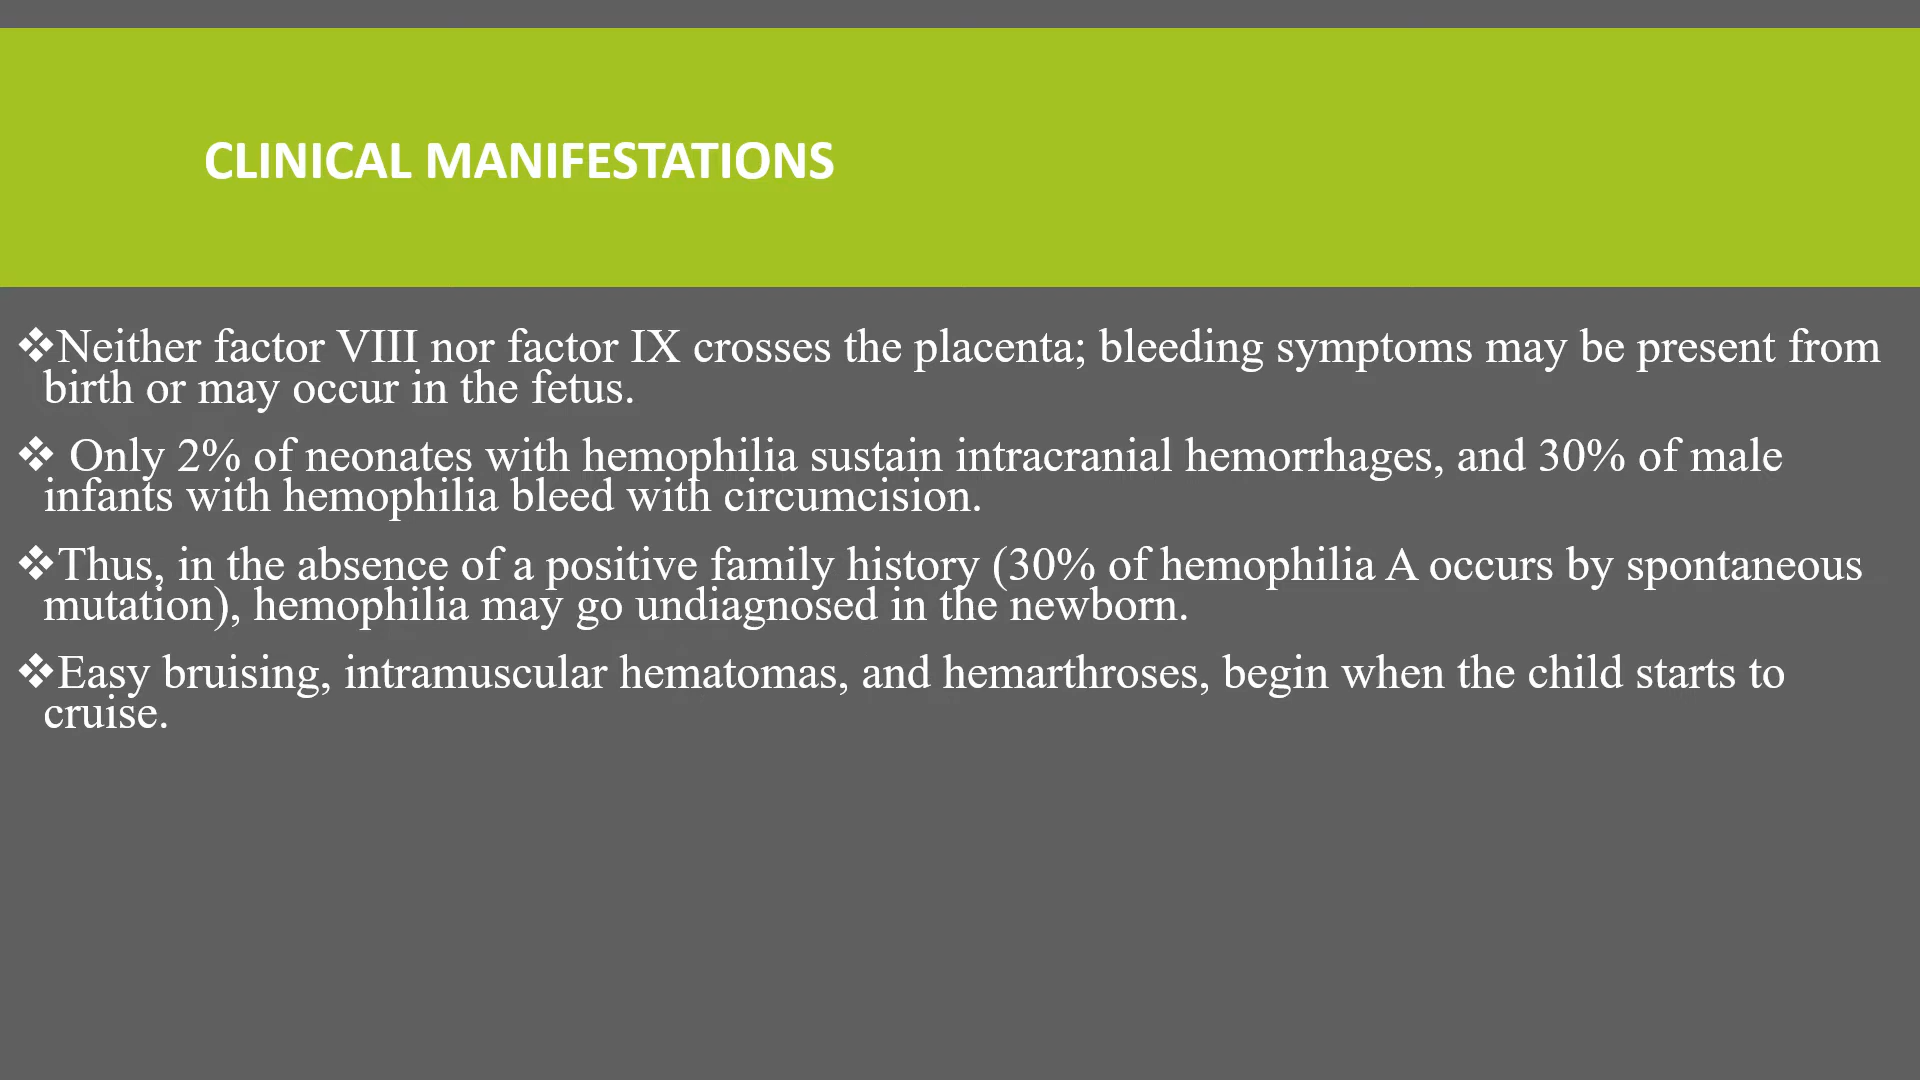 CLINICAL MANIFESTATIONS
❖Neither factor VIII nor factor IX crosses the placenta; bleeding symptoms may be present from
birth or may occur in the fetus.
❖ Only 2% of neonates with hemophilia sustain intracranial hemorrhages, and 30% of male
infants with hemophilia bleed with circumcision.
❖Thus, in the absence of a positive family history (30% of hemophilia A occurs by spontaneous
mutation), hemophilia may go undiagnosed in the newborn.
❖Easy bruising, intramuscular hematomas, and hemarthroses, begin when the child starts to
cruise.